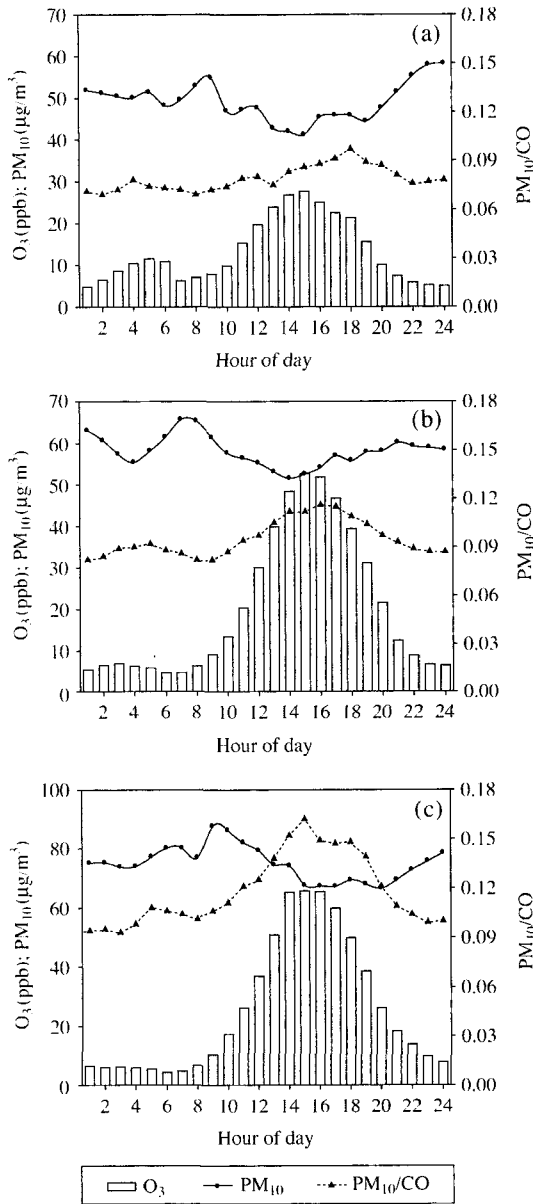 (a)
70
60
50
40
30
20
10
0
O₃ (ppb); PM₁₀ (µg/m³)
0.18
0.15
0.12
0.09
0.06
0.03
0.00
PM₁₀/CO
2 4 6 8 10 12 14 16 18 20 22 24
Hour of day
(b)
70
60
50
40
30
20
10
0
O₃ (ppb); PM₁₀ (µg/m³)
0.18
0.15
0.12
0.09
0.06
0.03
0.00
PM₁₀/CO
2 4 6 8 10 12 14 16 18 20 22 24
Hour of day
(c)
100
80
60
40
20
0
O₃ (ppb); PM₁₀ (µg/m³)
0.18
0.15
0.12
0.09
0.06
0.03
0.00
PM₁₀/CO
2 4 6 8 10 12 14 16 18 20 22 24
Hour of day
O₃ PM₁₀ PM₁₀/CO